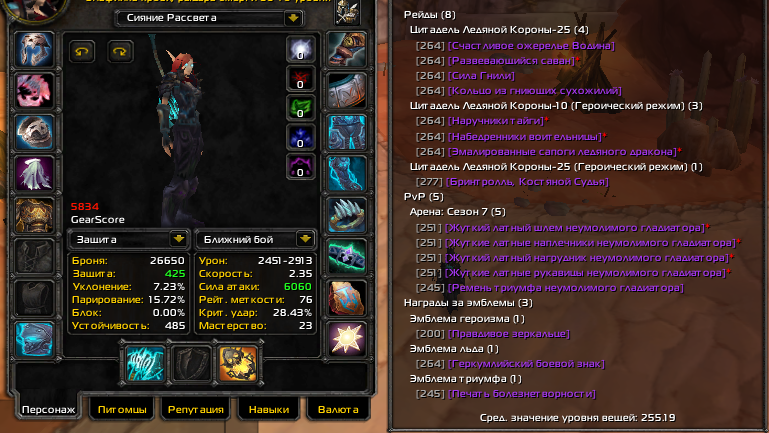 Сияние Рассвета
0
0
0
0
0
5834
GearScore
Защита
Ближний бой
Броня: 26650
Защита: 425
Уклонение: 7.23%
Парирование: 15.72%
Блок: 0.00%
Устойчивость: 485
Урон: 2451-2913
Скорость: 2.35
Сила атаки: 6060
Рейт. меткости: 76
Крит. удар: 28.43%
Мастерство: 23
Персонаж
Питомцы
Репутация
Навыки
Валюта
Рейды (8)
Цитадель Ледяной Короны-25 (4)
[264] [Счастливое ожерелье Водина]
[264] [Развевающийся саван]*
[264] [Сила Гнили]
[264] [Кольцо из гниющих сухожилий]
Цитадель Ледяной Короны-10 (Героический режим) (3)
[264] [Наручники тайги]*
[264] [Набедренники воительницы]*
[264] [Эмалированные сапоги ледяного дракона]*
Цитадель Ледяной Короны-25 (Героический режим) (1)
[277] [Бринтролль, Костяной Судья]
PvP (5)
Арена: Сезон 7 (5)
[251] [Жуткий латный шлем неумолимого гладиатора]*
[251] [Жуткие латные наплечники неумолимого гладиатора]*
[251] [Жуткий латный нагрудник неумолимого гладиатора]*
[251] [Жуткие латные рукавицы неумолимого гладиатора]*
[245] [Ремень триумфа неумолимого гладиатора]
Награды за эмблемы (3)
Эмблема героизма (1)
[200] [Правдивое зеркальце]
Эмблема льда (1)
[264] [Геркумлийский боевой знак]
Эмблема триумфа (1)
[245] [Печать болезнетворности]
Сред. значение уровня вещей: 255.19